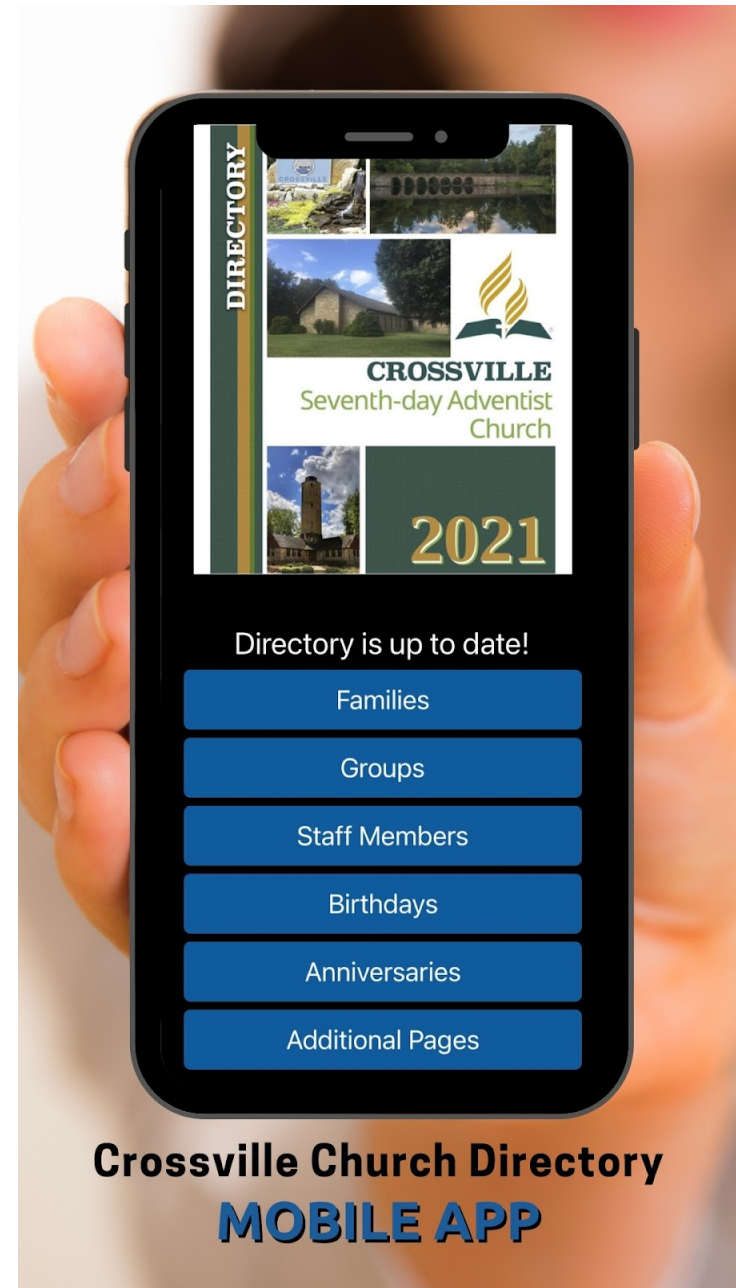 CROSSVILLE
DIRECTORY
CROSSVILLE
Seventh-day Adventist
Church
2021
Directory is up to date!
Families
Groups
Staff Members
Birthdays
Anniversaries
Additional Pages
Crossville Church Directory
MOBILE APP